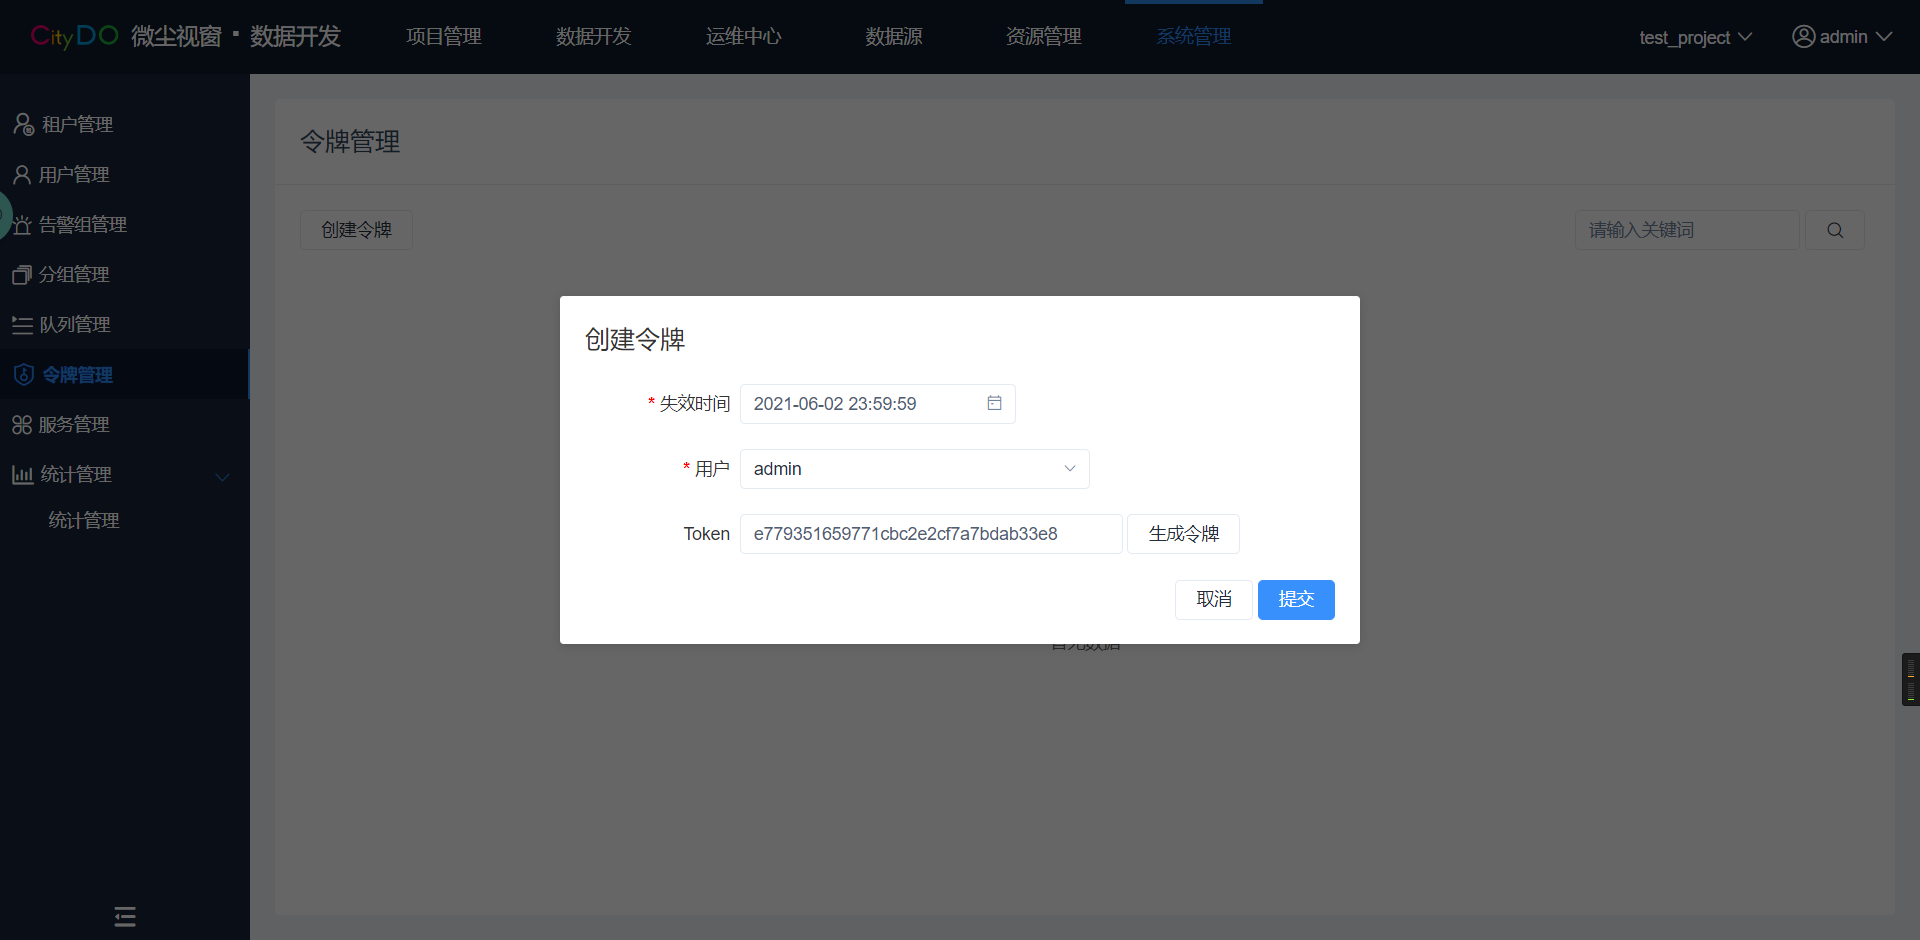 CityDO 微尘视窗·数据开发
项目管理
数据开发
运维中心
数据源
资源管理
系统管理
test_project
admin
租户管理
用户管理
告警组管理
分组管理
队列管理
令牌管理
服务管理
统计管理
统计管理
令牌管理
创建令牌
请输入关键词
创建令牌
* 失效时间 2021-06-02 23:59:59
* 用户 admin
Token e779351659771cbc2e2cf7a7bdab33e8 生成令牌
取消 提交
暂无数据